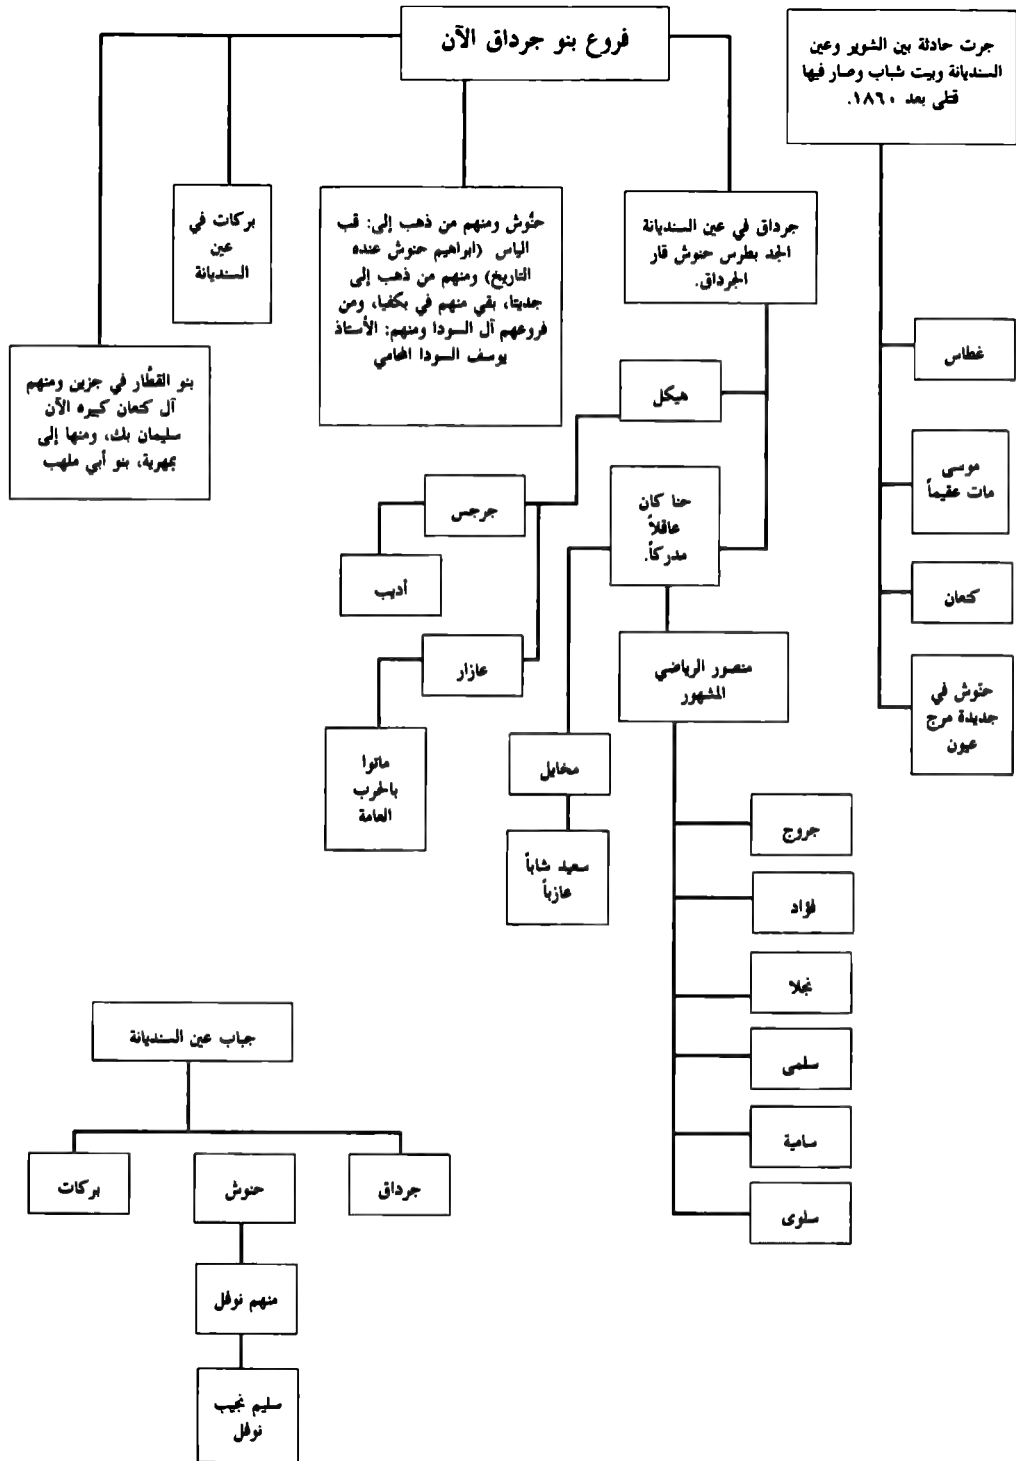 فروع بنو جرداق الآن
جرت حادثة بين الشوير وعين
السنديانة وبيت شباب وصار فيها
قتلى بعد ١٨٦٠.
غطاس
موسى
مات عقيماً
كنعان
حنّوش في
جديدة مرج
عيون
جرداق في عين السنديانة
الجد بطرس حنوش قار
الجرداق.
حنّوش ومنهم من ذهب إلى: قب
الياس (ابراهيم حنوش عنده
التاريخ) ومنهم من ذهب إلى
جديتا، بقي منهم في بكفيا، ومن
فروعهم آل السودا ومنهم: الأستاذ
يوسف السودا المحامي
بركات في
عين
السنديانة
بنو القطّار في جزين ومنهم
آل كنعان كبيره الآن
سليمان بك، ومنها إلى
بمهرية، بنو أبي ملهب
هيكل
جرجس
أديب
عازار
ماتوا
بالحرب
العامة
حنا كان
عاقلاً
مدركاً.
منصور الرياضي
المشهور
مخايل
سعيد شاباً
عازباً
جروج
فؤاد
نجلا
سلمى
سامية
سلوى
جباب عين السنديانة
جرداق
حنوش
بركات
منهم نوفل
سليم نجيب
نوفل